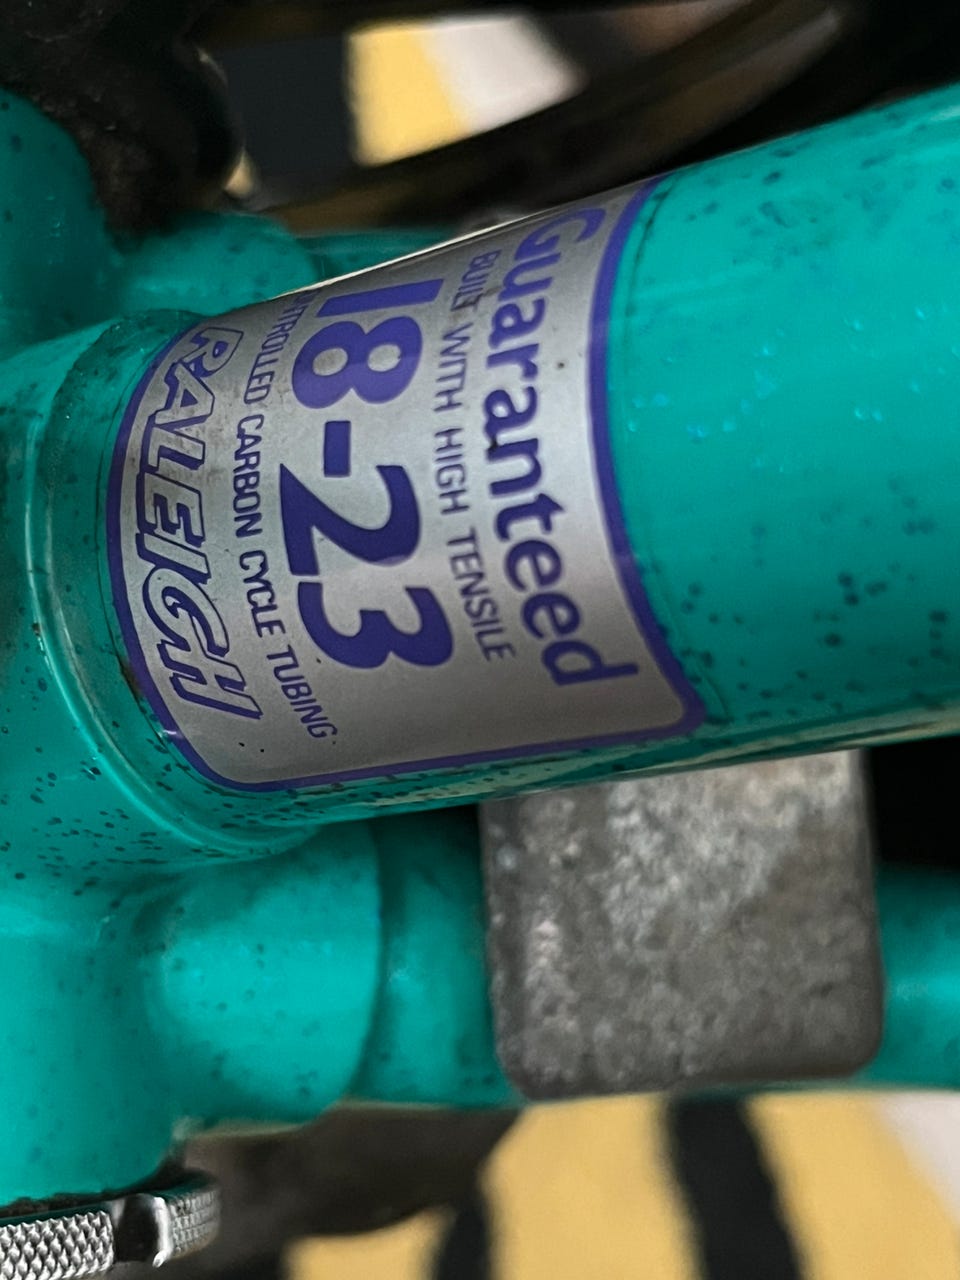 Guaranteed
BUILT WITH HIGH TENSILE
18-23
CARBON CYCLE TUBING
RALEIGH